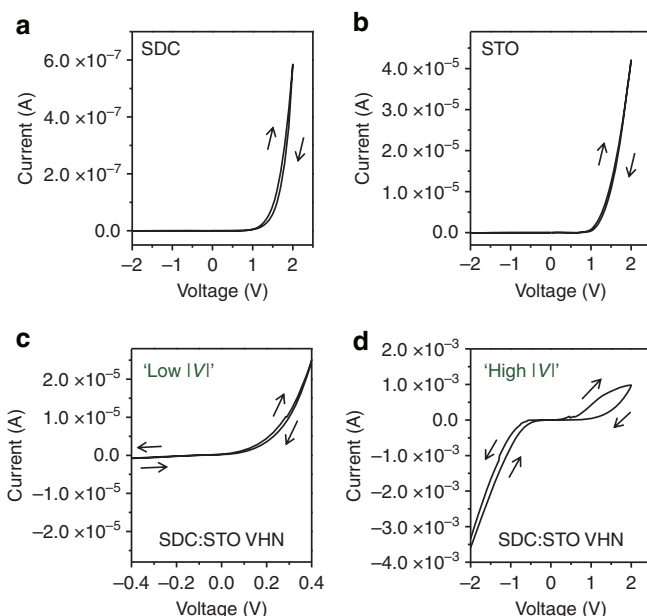 a
SDC
6.0 ×10⁻⁷
4.0 ×10⁻⁷
2.0 ×10⁻⁷
0.0
Current (A)
−2 −1 0 1 2
Voltage (V)
b
STO
4.0 ×10⁻⁵
3.0 ×10⁻⁵
2.0 ×10⁻⁵
1.0 ×10⁻⁵
0.0
Current (A)
−2 −1 0 1 2
Voltage (V)
c
'Low |V|'
2.0 ×10⁻⁵
1.0 ×10⁻⁵
0.0
−1.0 ×10⁻⁵
−2.0 ×10⁻⁵
Current (A)
SDC:STO VHN
−0.4 −0.2 0.0 0.2 0.4
Voltage (V)
d
'High |V|'
2.0 ×10⁻³
1.0 ×10⁻³
0.0
−1.0 ×10⁻³
−2.0 ×10⁻³
−3.0 ×10⁻³
−4.0 ×10⁻³
Current (A)
SDC:STO VHN
−2 −1 0 1 2
Voltage (V)